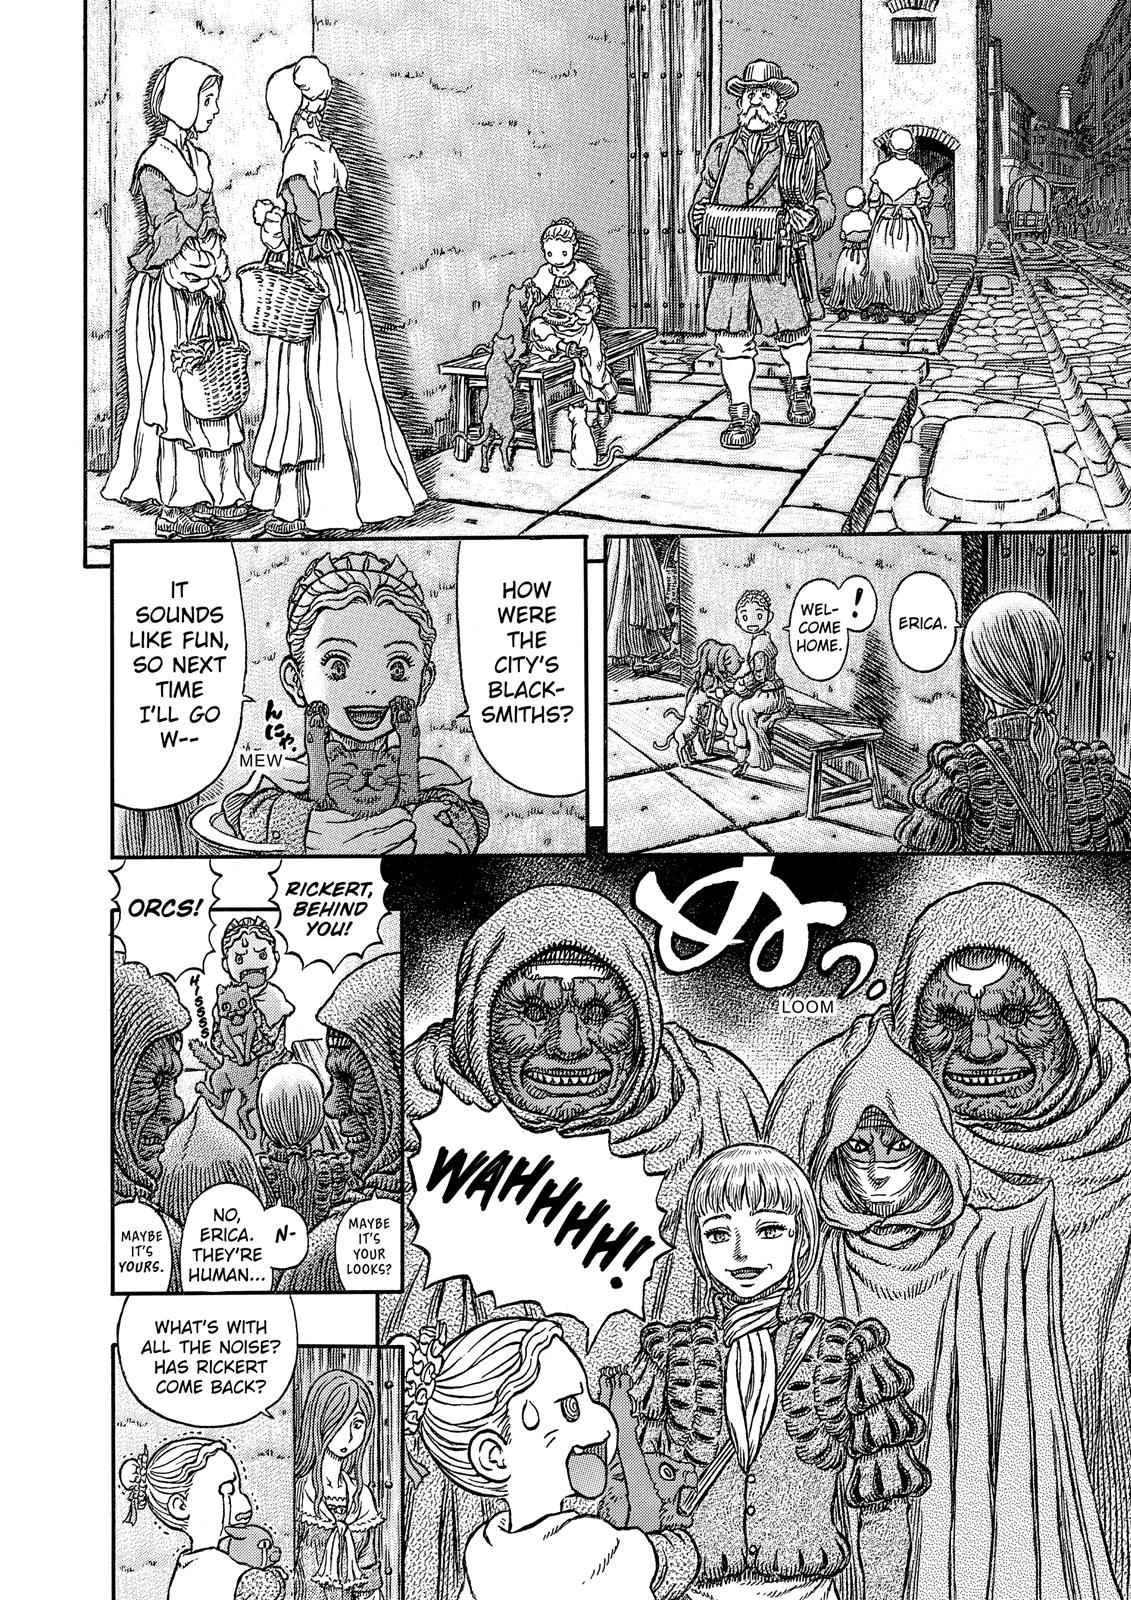 ERICA.
!
WEL-
COME
HOME.
HOW
WERE
THE
CITY'S
BLACK-
SMITHS?
IT
SOUNDS
LIKE FUN,
SO NEXT
TIME
I'LL GO
W--
んにゃ。
MEW
ぬっ。
LOOM
WAHHHH!!
RICKERT,
BEHIND
YOU!
ORCS!
HISSSSS
MAYBE
IT'S
YOUR
LOOKS?
N-
NO,
ERICA.
THEY'RE
HUMAN...
MAYBE
IT'S
YOURS.
WHAT'S WITH
ALL THE NOISE?
HAS RICKERT
COME BACK?